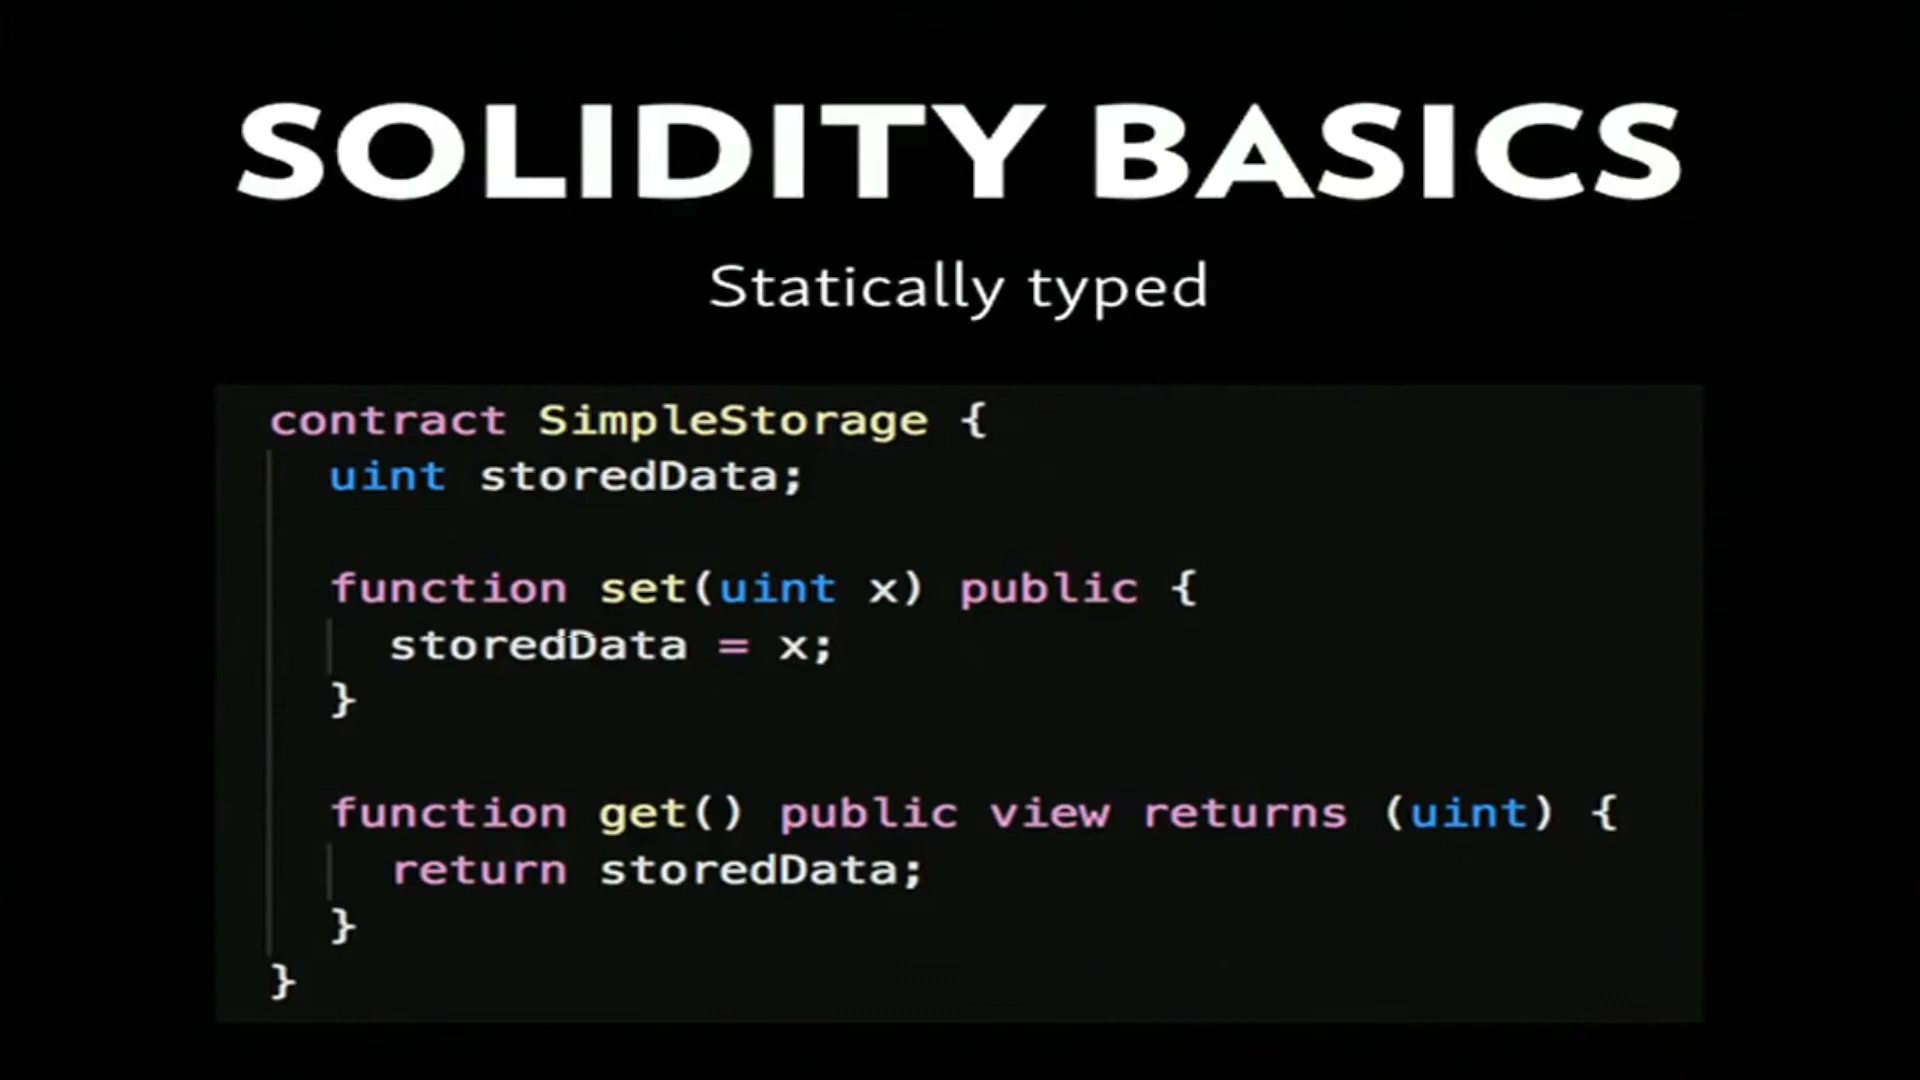 SOLIDITY BASICS
Statically typed
contract SimpleStorage {
uint storedData;
function set(uint x) public {
storedData = x;
}
function get() public view returns (uint) {
return storedData;
}
}